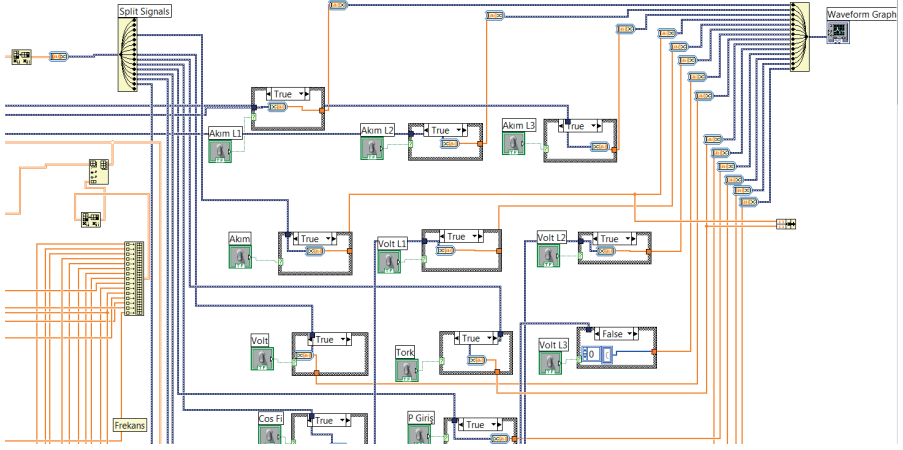 Split Signals
Waveform Graph
True
Akım L1
Akım L2
True
Akım L3
True
Akım
True
Volt L1
True
Volt L2
True
Volt
True
Tork
True
Volt L3
False
0
Frekans
Cos Fi
True
P Giriş
True